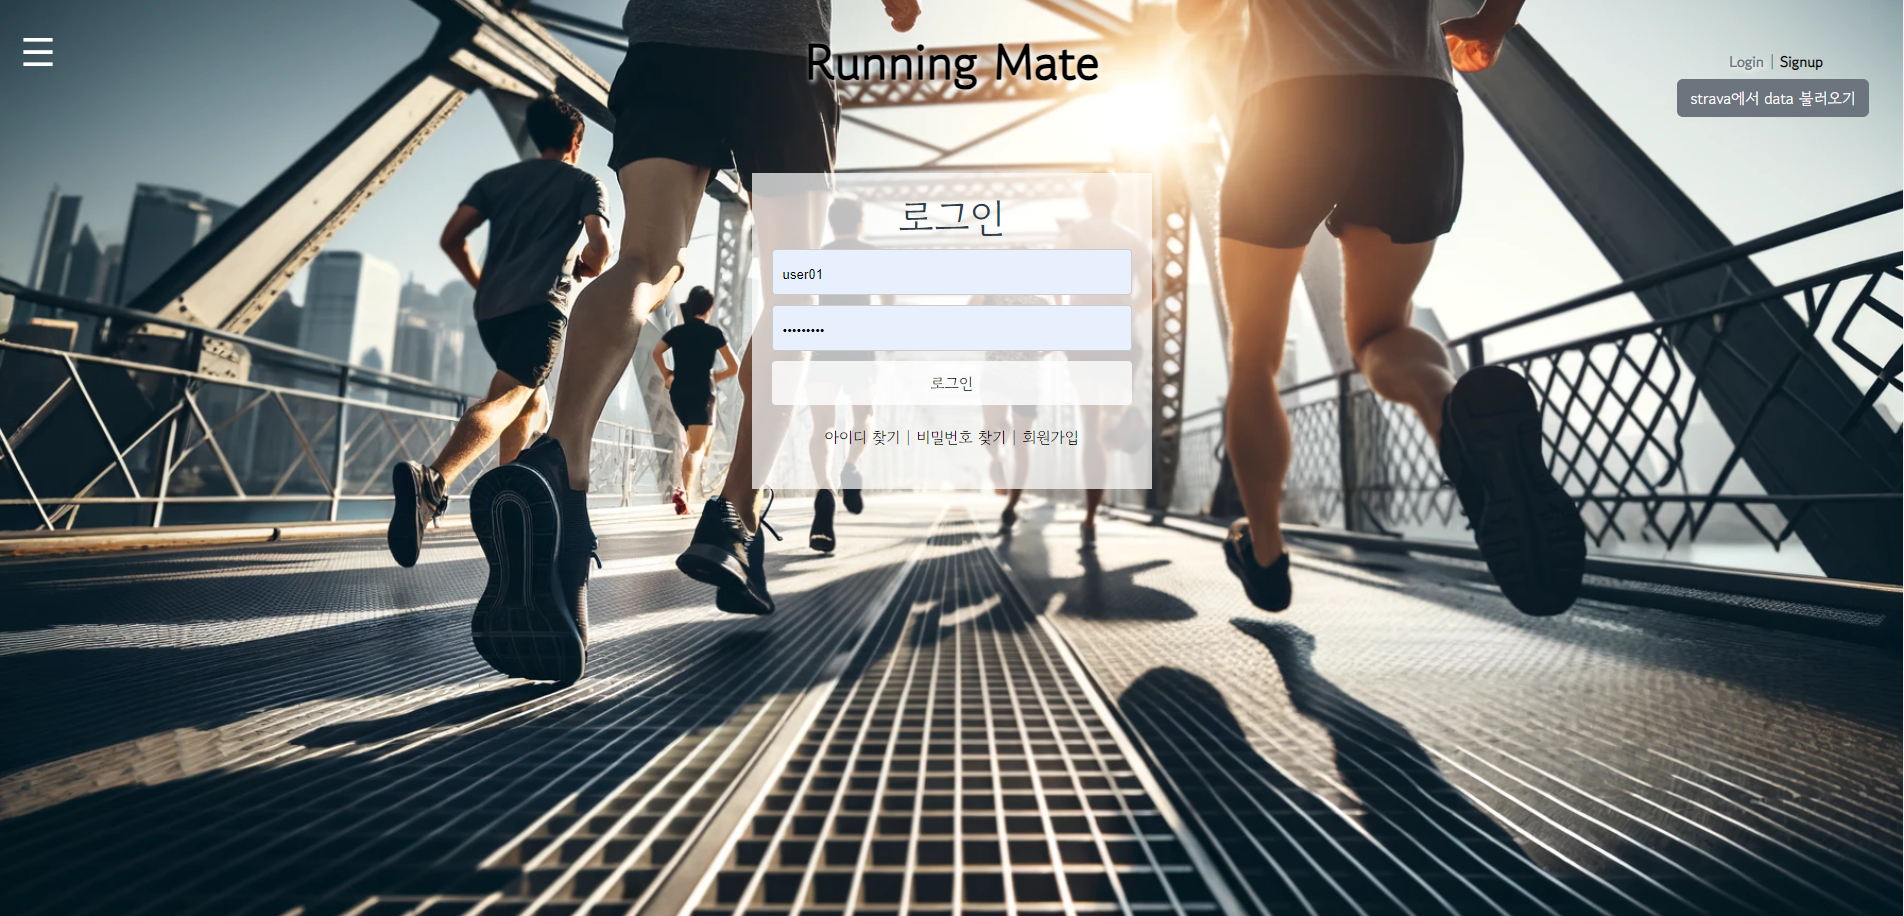 Running Mate
Login | Signup
strava에서 data 불러오기
로그인
user01
•••••••••
로그인
아이디 찾기 | 비밀번호 찾기 | 회원가입